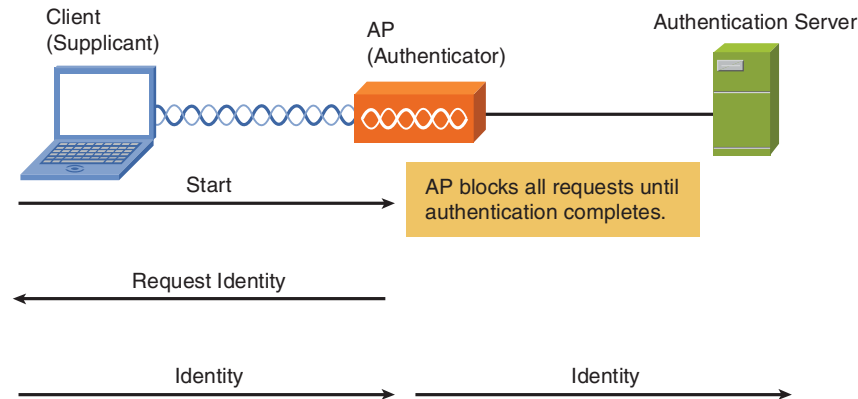 Client
(Supplicant)
AP
(Authenticator)
Authentication Server
Start
AP blocks all requests until
authentication completes.
Request Identity
Identity
Identity